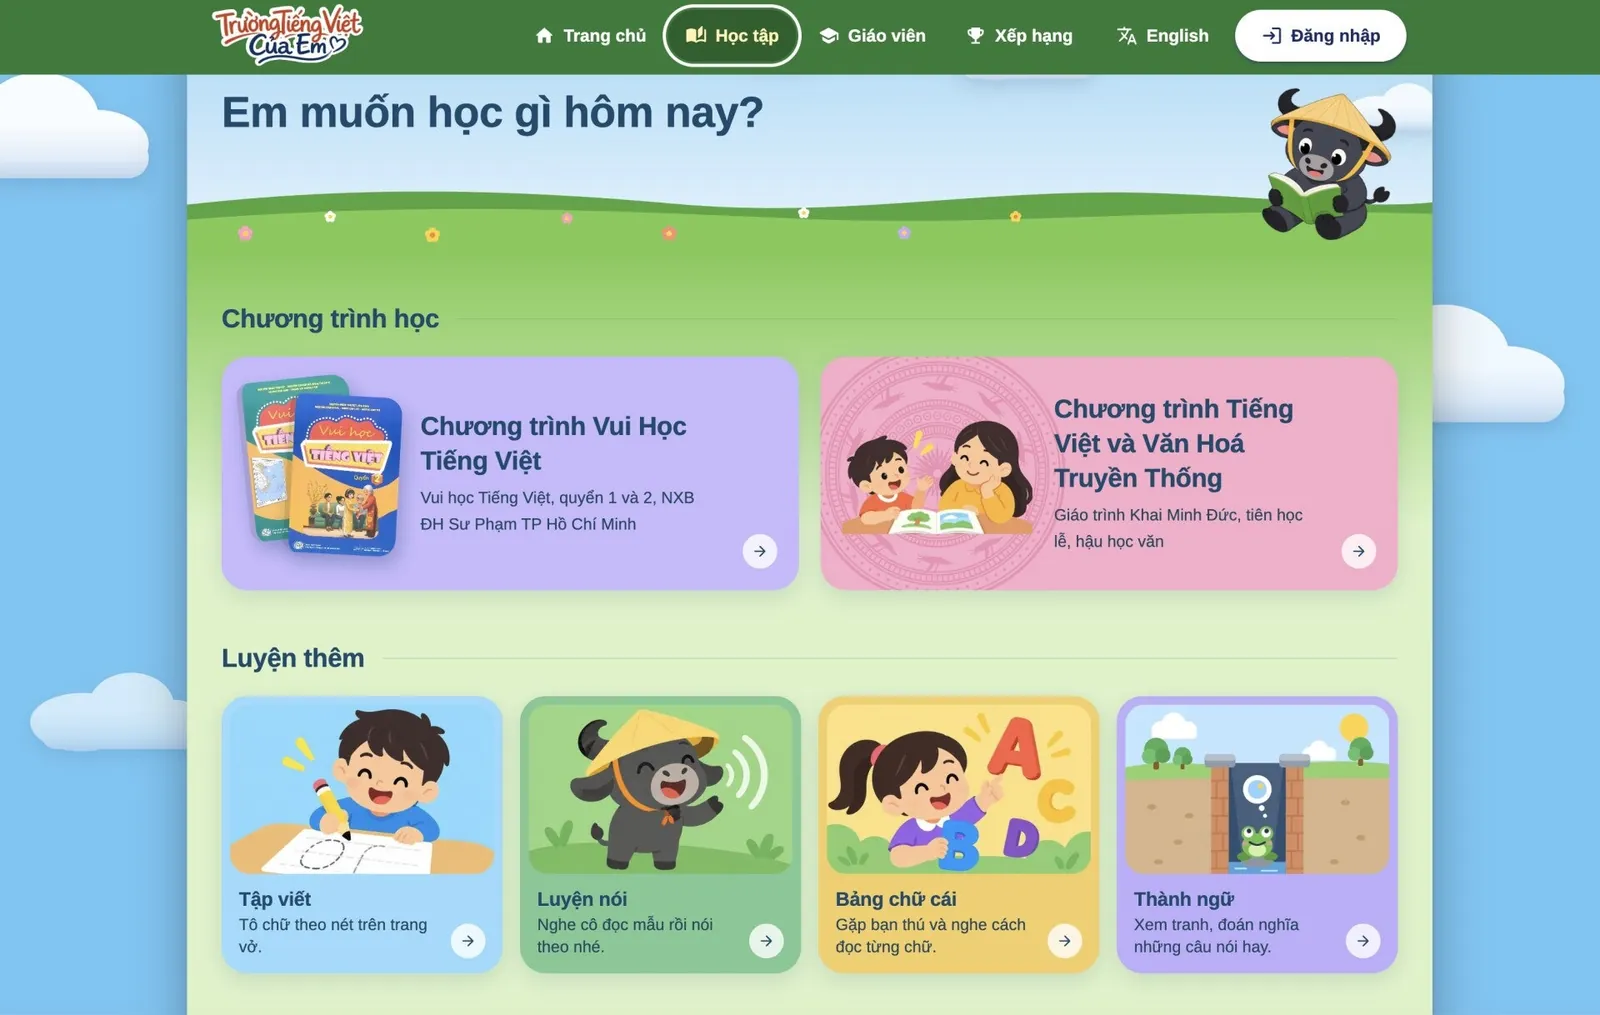 Trường Tiếng Việt
Của Em
Trang chủ
Học tập
Giáo viên
Xếp hạng
English
Đăng nhập
Em muốn học gì hôm nay?
Chương trình học
Vui học
TIẾNG VIỆT
Quyển 2
Chương trình Vui Học
Tiếng Việt
Vui học Tiếng Việt, quyển 1 và 2, NXB
ĐH Sư Phạm TP Hồ Chí Minh
Chương trình Tiếng
Việt và Văn Hoá
Truyền Thống
Giáo trình Khai Minh Đức, tiên học
lễ, hậu học văn
Luyện thêm
A
C
B
D
Tập viết
Tô chữ theo nét trên trang
vở.
Luyện nói
Nghe cô đọc mẫu rồi nói
theo nhé.
Bảng chữ cái
Gặp bạn thú và nghe cách
đọc từng chữ.
Thành ngữ
Xem tranh, đoán nghĩa
những câu nói hay.